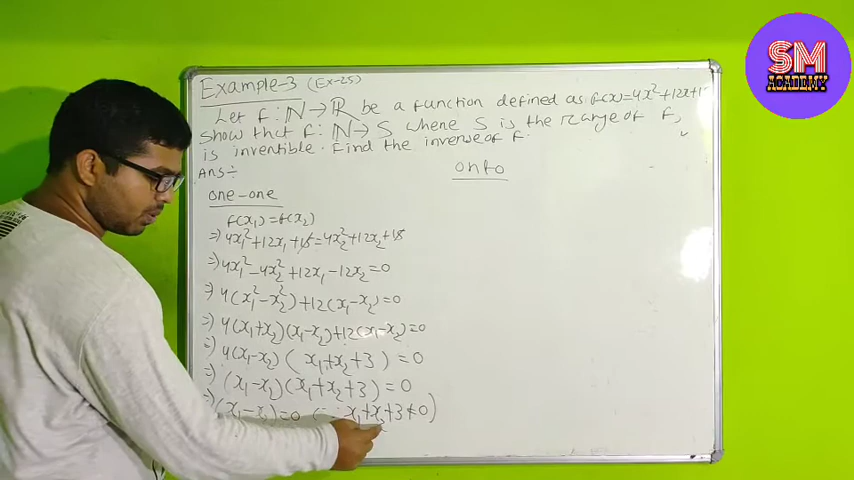 SM
ACADEMY
Example-3 (Ex-25)
Let f: ℕ→ℝ be a function defined as f(x)=4x²+12x+1
Show that f: ℕ→S where S is the range of f,
is invertible. Find the inverse of f.
Ans÷
onto
one-one
f(x₁)=f(x₂)
⇒ 4x₁²+12x₁+15=4x₂²+12x₂+15
⇒ 4x₁²-4x₂²+12x₁-12x₂=0
⇒ 4(x₁²-x₂²)+12(x₁-x₂)=0
⇒ 4(x₁+x₂)(x₁-x₂)+12(x₁-x₂)=0
⇒ 4(x₁-x₂)(x₁+x₂+3)=0
⇒ (x₁-x₂)(x₁+x₂+3)=0
⇒ (x₁-x₂)=0 (∵ x₁+x₂+3≠0)